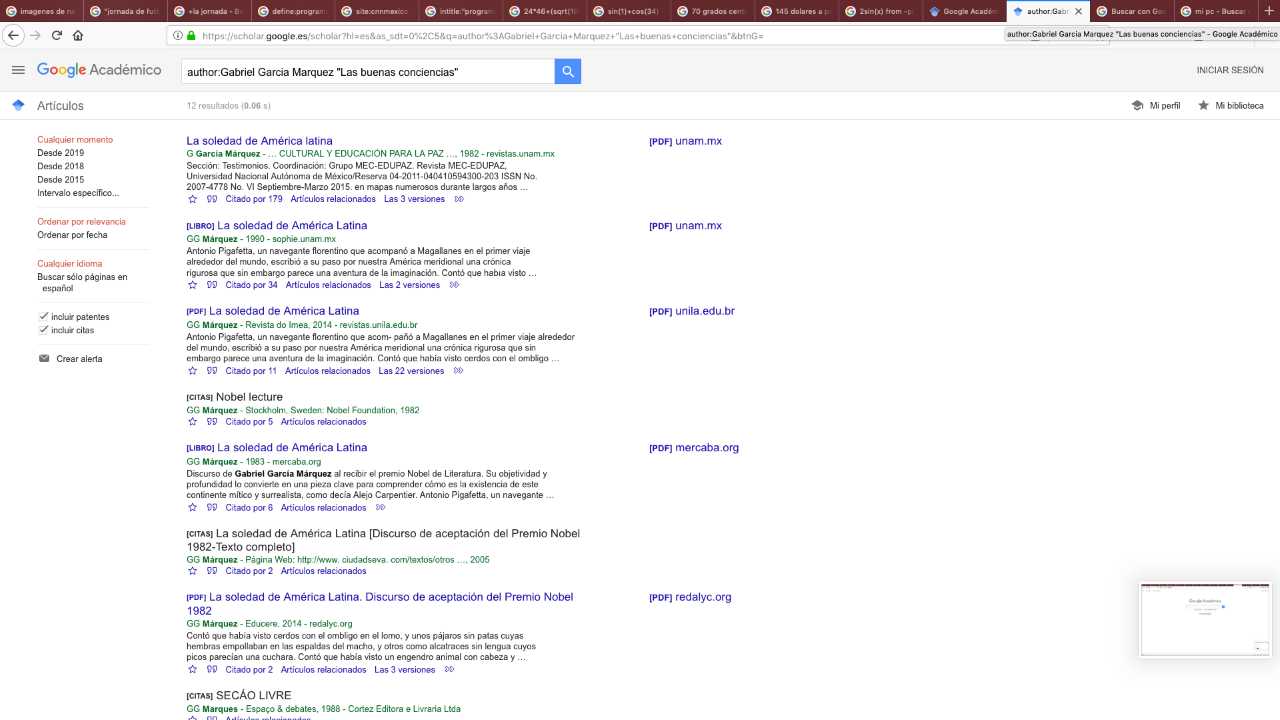 imagenes de na
"jornada de futb
+la jornada - Bu
define:program
site:cnnmexico
intitle:"program
24*46+(sqrt(16
sin(1)+cos(34)
70 grados cent
145 dolares a p
2sin(x) from -p
Google Académ
author:Gabr
Buscar con Goo
mi pc - Buscar
https://scholar.google.es/scholar?hl=es&as_sdt=0%2C5&q=author%3AGabriel+Garcia+Marquez+"Las+buenas+conciencias"&btnG=
author:Gabriel Garcia Marquez "Las buenas conciencias" - Google Académico
Google Académico
author:Gabriel Garcia Marquez "Las buenas conciencias"
INICIAR SESIÓN
Artículos
12 resultados (0.06 s)
Mi perfil
Mi biblioteca
Cualquier momento
Desde 2019
Desde 2018
Desde 2015
Intervalo específico...
Ordenar por relevancia
Ordenar por fecha
Cualquier idioma
Buscar sólo páginas en
español
incluir patentes
incluir citas
Crear alerta
La soledad de América latina
[PDF] unam.mx
G García Márquez - … CULTURAL Y EDUCACIÓN PARA LA PAZ …, 1982 - revistas.unam.mx
Sección: Testimonios. Coordinación: Grupo MEC-EDUPAZ. Revista MEC-EDUPAZ,
Universidad Nacional Autónoma de México/Reserva 04-2011-040410594300-203 ISSN No.
2007-4778 No. VI Septiembre-Marzo 2015. en mapas numerosos durante largos años …
Citado por 179 Artículos relacionados Las 3 versiones
[LIBRO] La soledad de América Latina
[PDF] unam.mx
GG Márquez - 1990 - sophie.unam.mx
Antonio Pigafetta, un navegante florentino que acompanó a Magallanes en el primer viaje
alrededor del mundo, escribió a su paso por nuestra América meridional una crónica
rigurosa que sin embargo parece una aventura de la imaginación. Contó que había visto …
Citado por 34 Artículos relacionados Las 2 versiones
[PDF] La soledad de América Latina
[PDF] unila.edu.br
GG Márquez - Revista do Imea, 2014 - revistas.unila.edu.br
Antonio Pigafetta, un navegante florentino que acom- pañó a Magallanes en el primer viaje alrededor
del mundo, escribió a su paso por nuestra América meridional una crónica rigurosa que sin
embargo parece una aventura de la imaginación. Contó que había visto cerdos con el ombligo …
Citado por 11 Artículos relacionados Las 22 versiones
[CITAS] Nobel lecture
GG Márquez - Stockholm, Sweden: Nobel Foundation, 1982
Citado por 5 Artículos relacionados
[LIBRO] La soledad de América Latina
[PDF] mercaba.org
GG Márquez - 1983 - mercaba.org
Discurso de Gabriel García Márquez al recibir el premio Nobel de Literatura. Su objetividad y
profundidad lo convierte en una pieza clave para comprender cómo es la existencia de este
continente mítico y surrealista, como decía Alejo Carpentier. Antonio Pigafetta, un navegante …
Citado por 6 Artículos relacionados
[CITAS] La soledad de América Latina [Discurso de aceptación del Premio Nobel
1982-Texto completo]
GG Márquez - Página Web: http://www. ciudadseva. com/textos/otros …, 2005
Citado por 2 Artículos relacionados
[PDF] La soledad de América Latina. Discurso de aceptación del Premio Nobel
1982
[PDF] redalyc.org
GG Márquez - Educere, 2014 - redalyc.org
Contó que había visto cerdos con el ombligo en el lomo, y unos pájaros sin patas cuyas
hembras empollaban en las espaldas del macho, y otros como alcatraces sin lengua cuyos
picos parecían una cuchara. Contó que había visto un engendro animal con cabeza y …
Citado por 2 Artículos relacionados Las 3 versiones
[CITAS] SECÁO LIVRE
GG Marques - Espaço & debates, 1988 - Cortez Editora e Livraria Ltda
Artículos relacionados
Google Académico